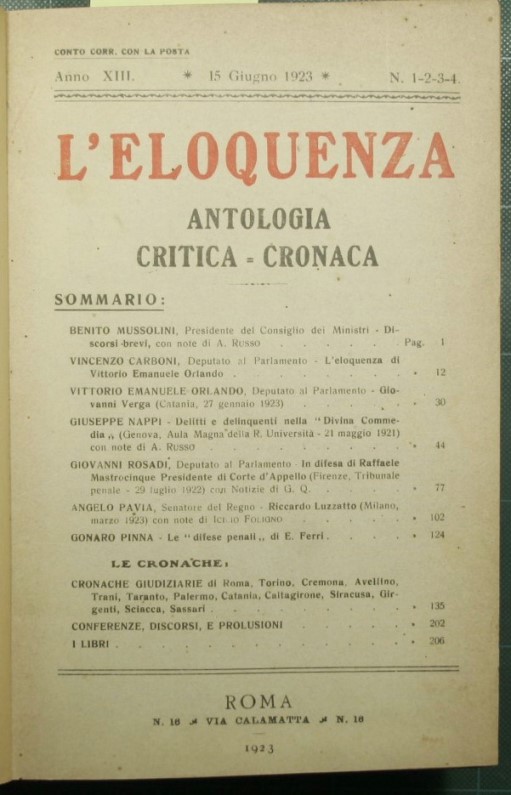 CONTO CORR. CON LA POSTA
Anno XIII. * 15 Giugno 1923 * N. 1-2-3-4.
L'ELOQUENZA
ANTOLOGIA
CRITICA = CRONACA
SOMMARIO:
BENITO MUSSOLINI, Presidente del Consiglio dei Ministri - Di-
scorsi brevi, con note di A. RUSSO . . . . . . Pag. 1
VINCENZO CARBONI, Deputato al Parlamento - L'eloquenza di
Vittorio Emanuele Orlando . . . . . . . » 12
VITTORIO EMANUELE ORLANDO, Deputato al Parlamento - Gio-
vanni Verga (Catania, 27 gennaio 1923) . . . . . » 30
GIUSEPPE NAPPI - Delitti e delinquenti nella "Divina Comme-
dia„ (Genova, Aula Magna della R. Università - 21 maggio 1921)
con note di A. RUSSO . . . . . . . . » 44
GIOVANNI ROSADI, Deputato al Parlamento - In difesa di Raffaele
Mastrocinque Presidente di Corte d'Appello (Firenze, Tribunale
penale - 29 luglio 1922) con Notizie di G. Q. . . . . » 77
ANGELO PAVIA, Senatore del Regno - Riccardo Luzzatto (Milano,
marzo 1923) con note di ICILIO FOLIGNO . . . . . » 102
GONARO PINNA - Le "difese penali„ di E. Ferri . . . . » 124
LE CRONACHE:
CRONACHE GIUDIZIARIE di Roma, Torino, Cremona, Avellino,
Trani, Taranto, Palermo, Catania, Caltagirone, Siracusa, Gir-
genti, Sciacca, Sassari . . . . . . . . » 135
CONFERENZE, DISCORSI, E PROLUSIONI . . . . » 202
I LIBRI . . . . . . . . . . . » 206
ROMA
N. 16 VIA CALAMATTA N. 16
1923